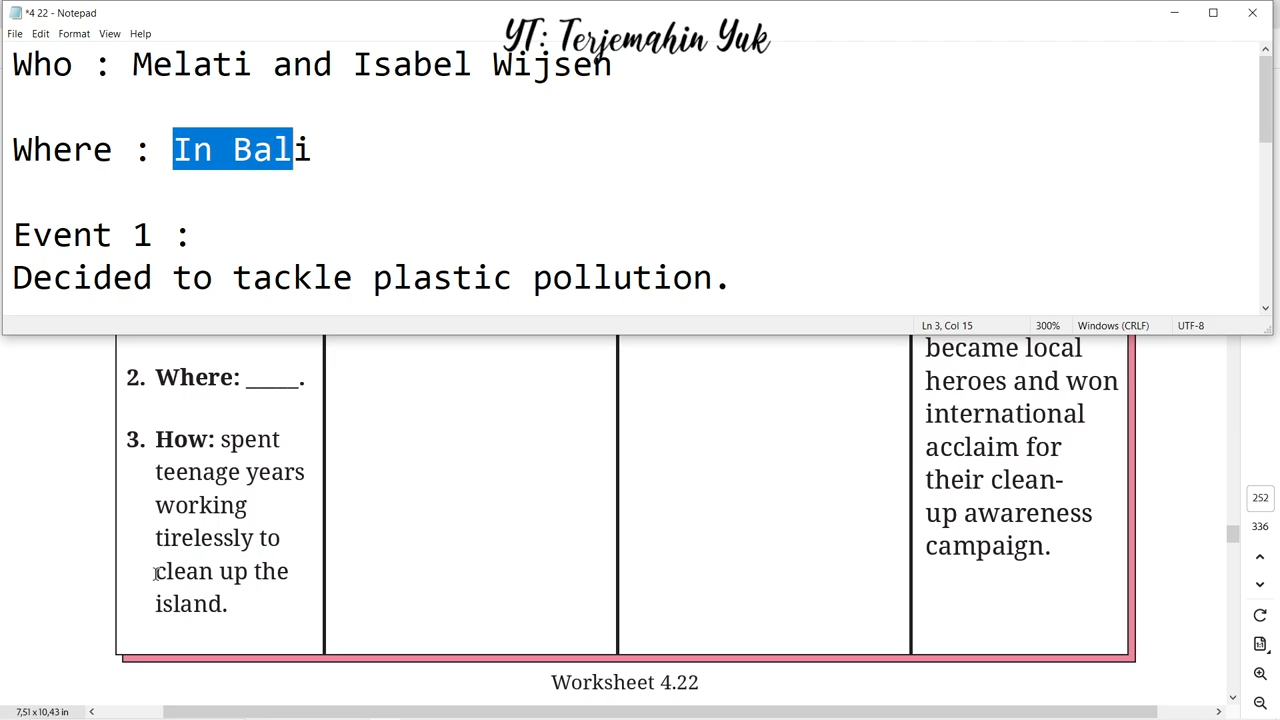 *4 22 - Notepad
File Edit Format View Help
YT: Terjemahin Yuk
Who : Melati and Isabel Wijsen
Where : In Bali
Event 1 :
Decided to tackle plastic pollution.
Ln 3, Col 15 300% Windows (CRLF) UTF-8
2. Where: _____.
3. How: spent
teenage years
working
tirelessly to
clean up the
island.
became local
heroes and won
international
acclaim for
their clean-
up awareness
campaign.
Worksheet 4.22
252
336
7,51 x 10,43 in